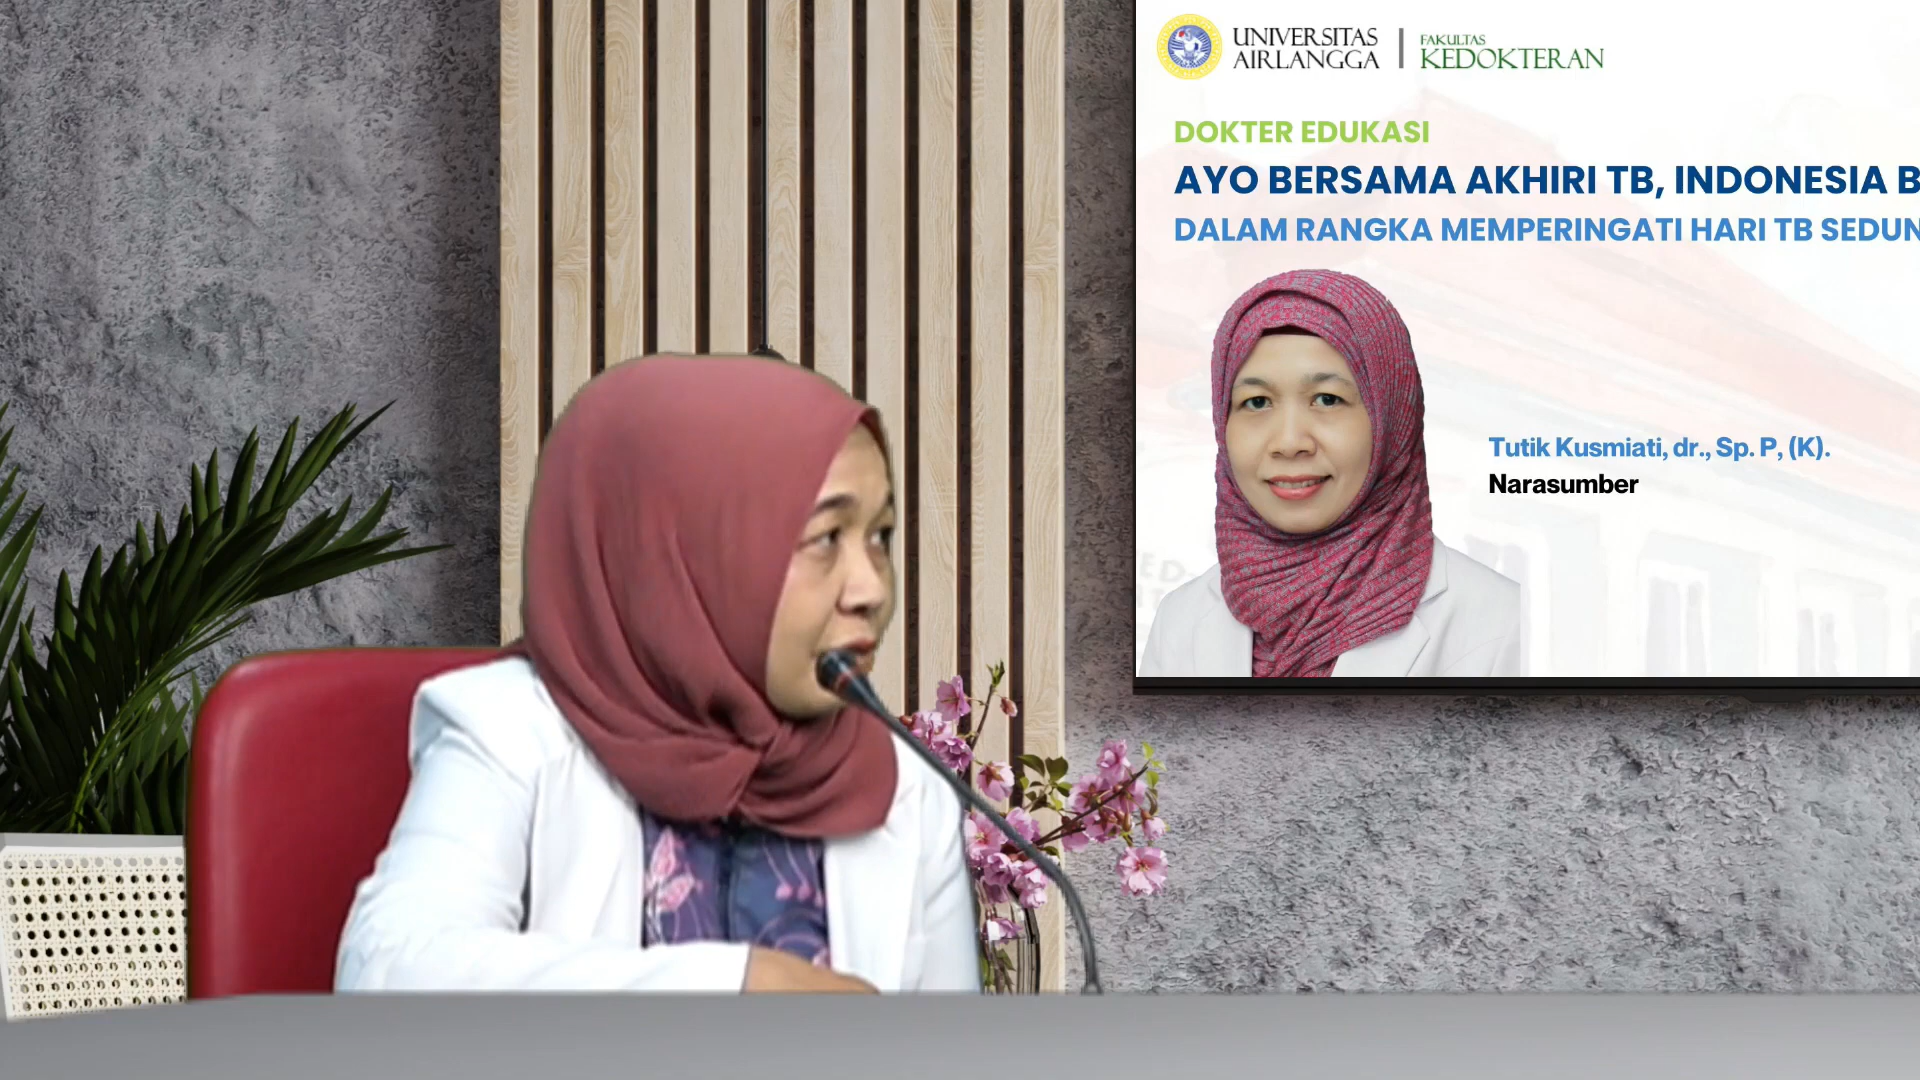 UNIVERSITAS
AIRLANGGA
FAKULTAS
KEDOKTERAN
DOKTER EDUKASI
AYO BERSAMA AKHIRI TB, INDONESIA B
DALAM RANGKA MEMPERINGATI HARI TB SEDUN
Tutik Kusmiati, dr., Sp. P, (K).
Narasumber